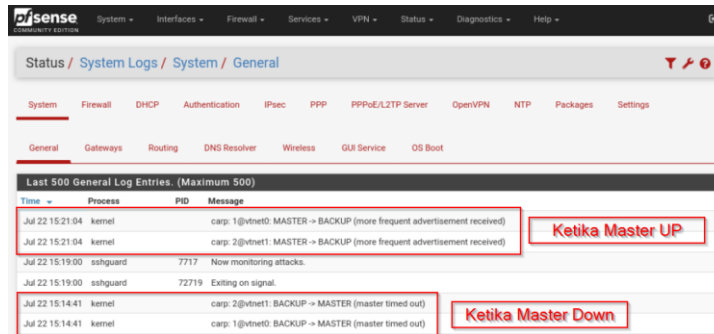 pfsense System Interfaces Firewall Services VPN Status Diagnostics Help
COMMUNITY EDITION
Status / System Logs / System / General
System Firewall DHCP Authentication IPsec PPP PPPoE/L2TP Server OpenVPN NTP Packages Settings
General Gateways Routing DNS Resolver Wireless GUI Service OS Boot
Last 500 General Log Entries. (Maximum 500)
Time Process PID Message
Jul 22 15:21:04 kernel carp: 1@vtnet0: MASTER -> BACKUP (more frequent advertisement received)
Ketika Master UP
Jul 22 15:21:04 kernel carp: 2@vtnet1: MASTER -> BACKUP (more frequent advertisement received)
Jul 22 15:19:00 sshguard 7717 Now monitoring attacks.
Jul 22 15:19:00 sshguard 72719 Exiting on signal.
Jul 22 15:14:41 kernel carp: 2@vtnet1: BACKUP -> MASTER (master timed out)
Ketika Master Down
Jul 22 15:14:41 kernel carp: 1@vtnet0: BACKUP -> MASTER (master timed out)